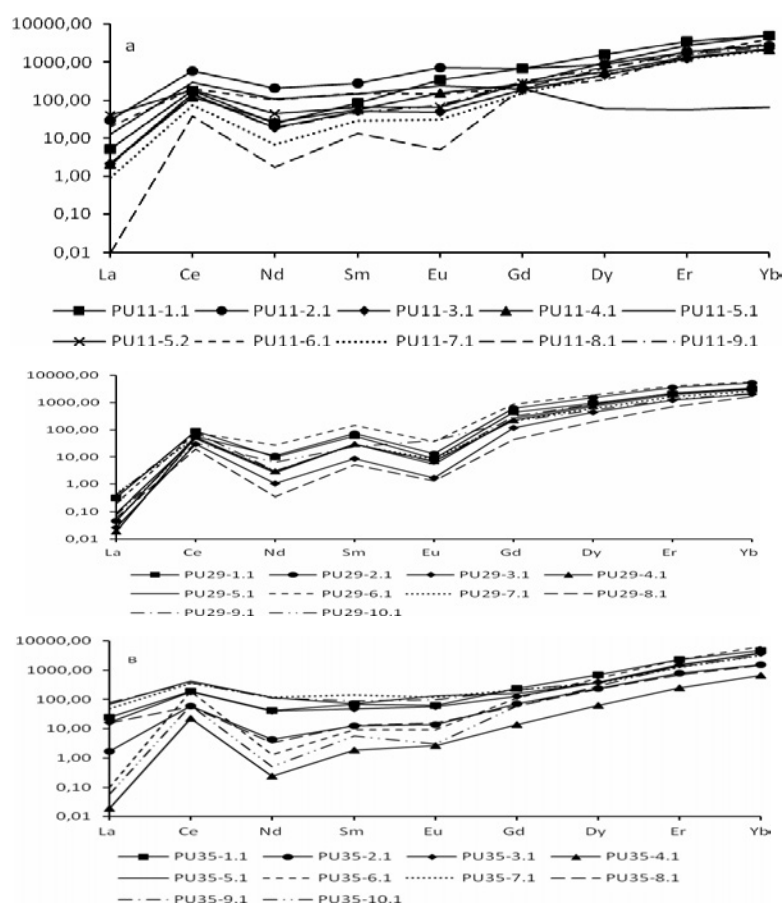 a
10000,00
1000,00
100,00
10,00
1,00
0,10
0,01
La Ce Nd Sm Eu Gd Dy Er Yb
PU11-1.1 PU11-2.1 PU11-3.1 PU11-4.1 PU11-5.1
PU11-5.2 PU11-6.1 PU11-7.1 PU11-8.1 PU11-9.1
10000,00
1000,00
100,00
10,00
1,00
0,10
0,01
La Ce Nd Sm Eu Gd Dy Er Yb
PU29-1.1 PU29-2.1 PU29-3.1 PU29-4.1
PU29-5.1 PU29-6.1 PU29-7.1 PU29-8.1
PU29-9.1 PU29-10.1
в
10000,00
1000,00
100,00
10,00
1,00
0,10
0,01
La Ce Nd Sm Eu Gd Dy Er Yb
PU35-1.1 PU35-2.1 PU35-3.1 PU35-4.1
PU35-5.1 PU35-6.1 PU35-7.1 PU35-8.1
PU35-9.1 PU35-10.1